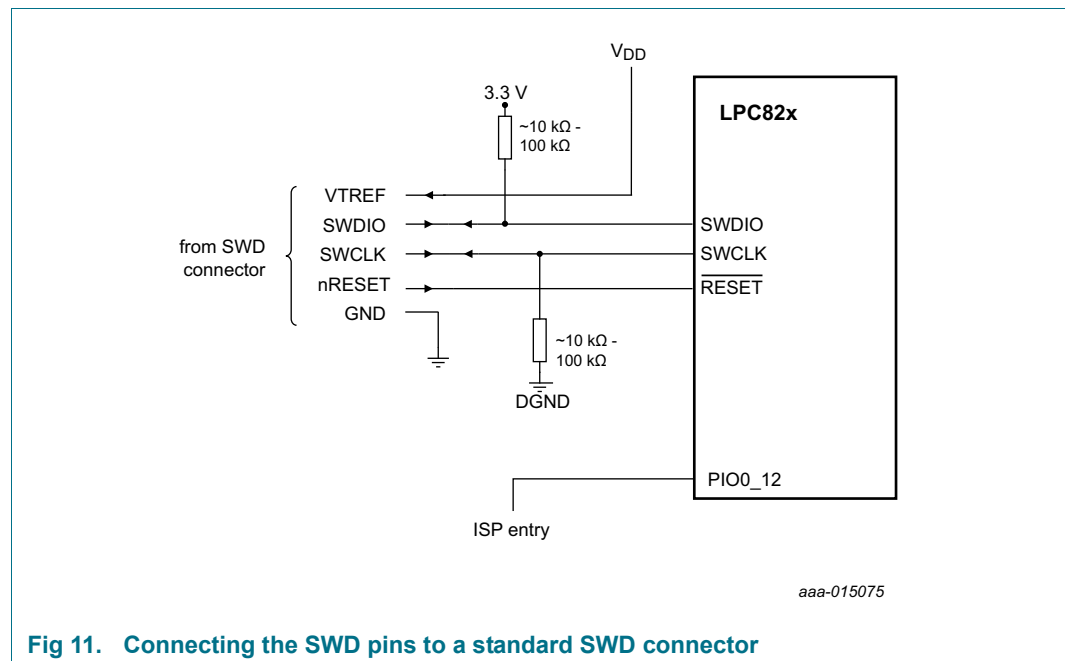 VDD
3.3 V
~10 kΩ -
100 kΩ
LPC82x
VTREF
SWDIO
SWDIO
from SWD
connector
SWCLK
SWCLK
nRESET
RESET
GND
~10 kΩ -
100 kΩ
DGND
PIO0_12
ISP entry
aaa-015075
Fig 11. Connecting the SWD pins to a standard SWD connector